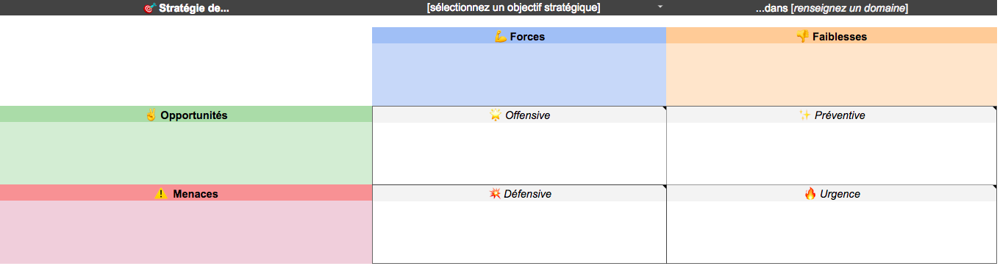 🎯 Stratégie de... [sélectionnez un objectif stratégique] ...dans [renseignez un domaine]
💪 Forces 👎 Faiblesses
✌️ Opportunités 🌟 Offensive ✨ Préventive
⚠️ Menaces 💥 Défensive 🔥 Urgence